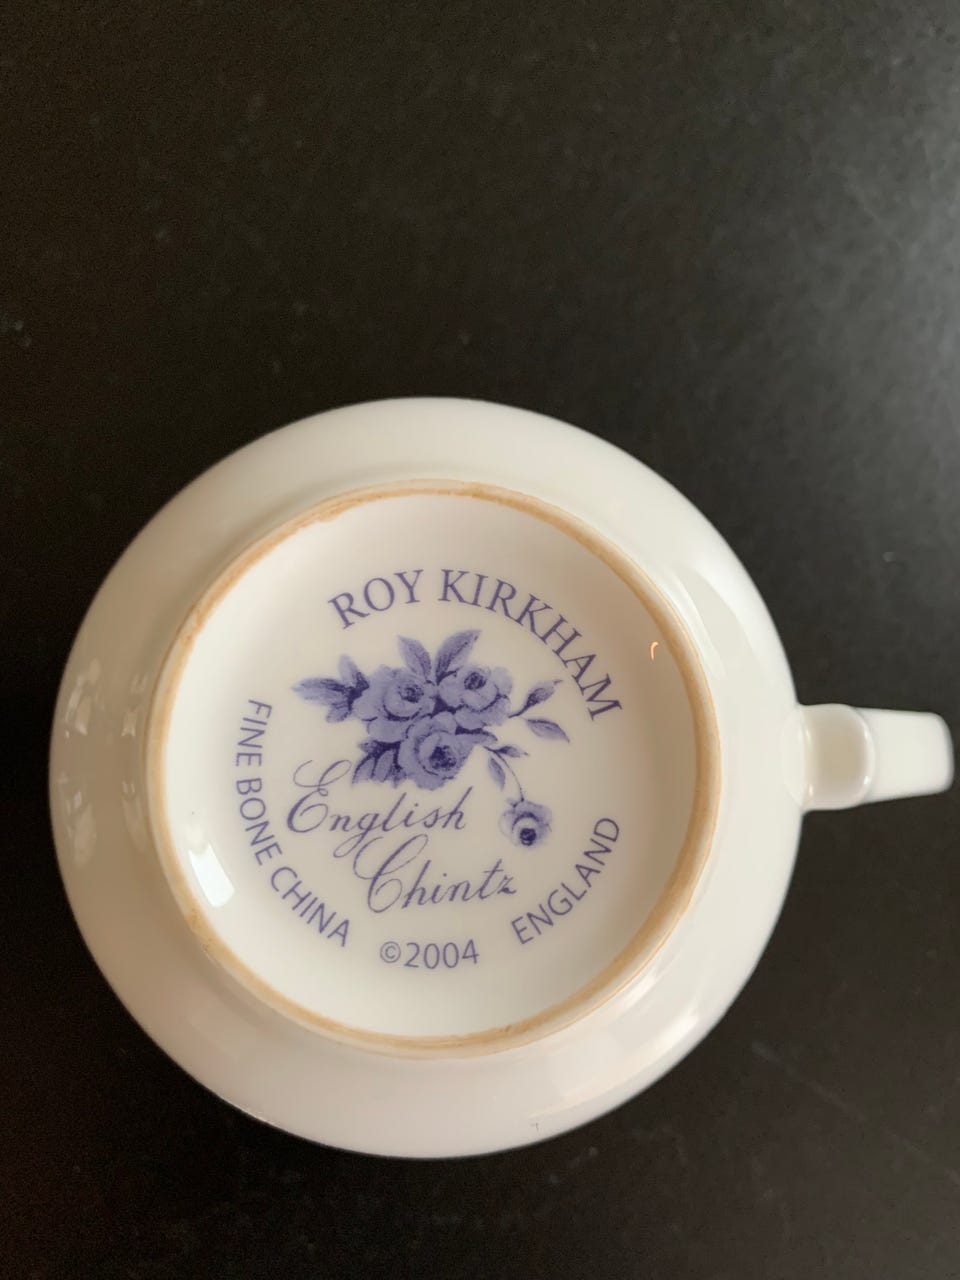 ROY KIRKHAM
English
Chintz
FINE BONE CHINA
©2004
ENGLAND